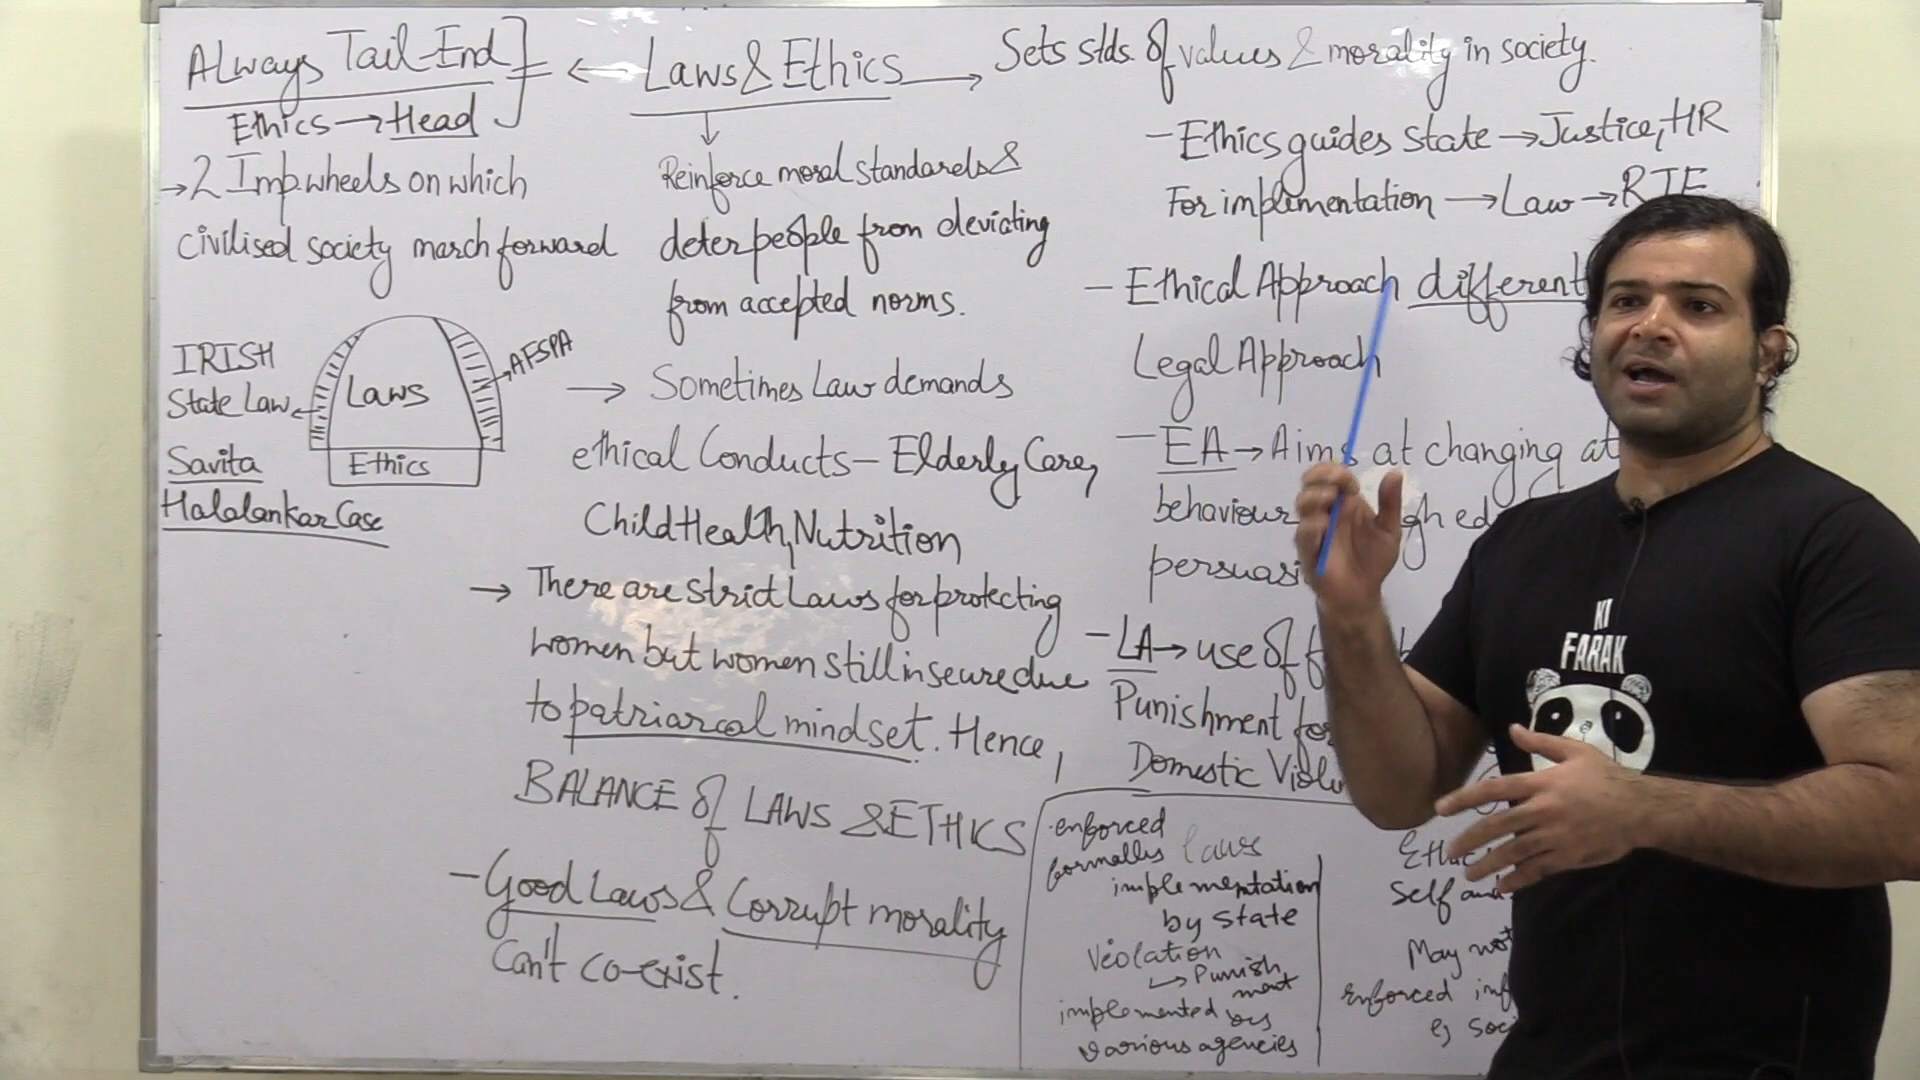 Always Tail End
Ethics → Head
→ 2 Imp. wheels on which
civilised society march forward
IRISH
State Law
Savita
Halalankar Case
Laws
Ethics
AFSPA
← Laws & Ethics →
Reinforce moral standards &
deter people from deviating
from accepted norms.
→ Sometimes Law demands
ethical Conducts - Elderly Care,
Child Health, Nutrition
→ There are strict Laws for protecting
women but women still insecure due
to patriarcal mindset. Hence,
BALANCE of LAWS & ETHICS
- Good Laws & Corrupt morality
Can't co-exist.
Sets stds. of values & morality in society.
- Ethics guides state → Justice, HR
For implimentation → Law → RTE
- Ethical Approach different
Legal Approach
- EA → Aims at changing
behaviour
- LA → use of
Punishment
Domestic
enforced
formally laws
implementation
by state
Violation
→ Punish
ment
implemented by
various agencies
self
May not
enforced
KI
FARAK